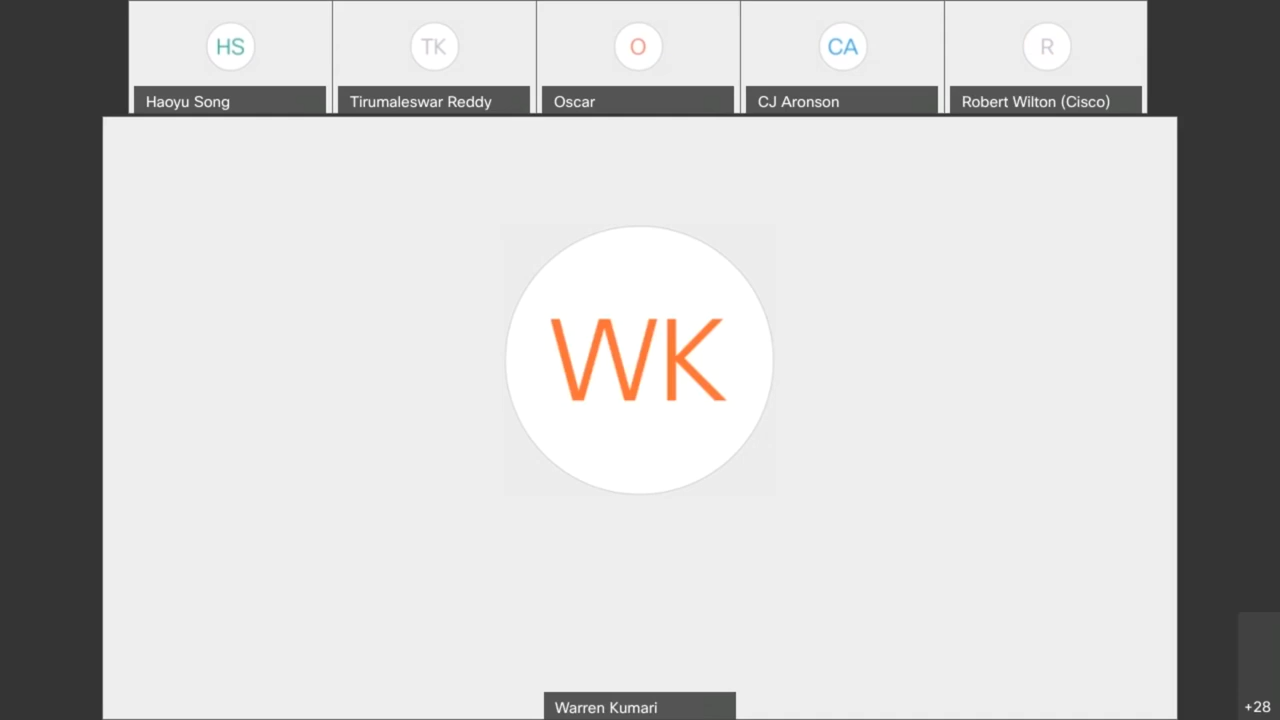 HS
TK
O
CA
R
Haoyu Song
Tirumaleswar Reddy
Oscar
CJ Aronson
Robert Wilton (Cisco)
WK
Warren Kumari
+28